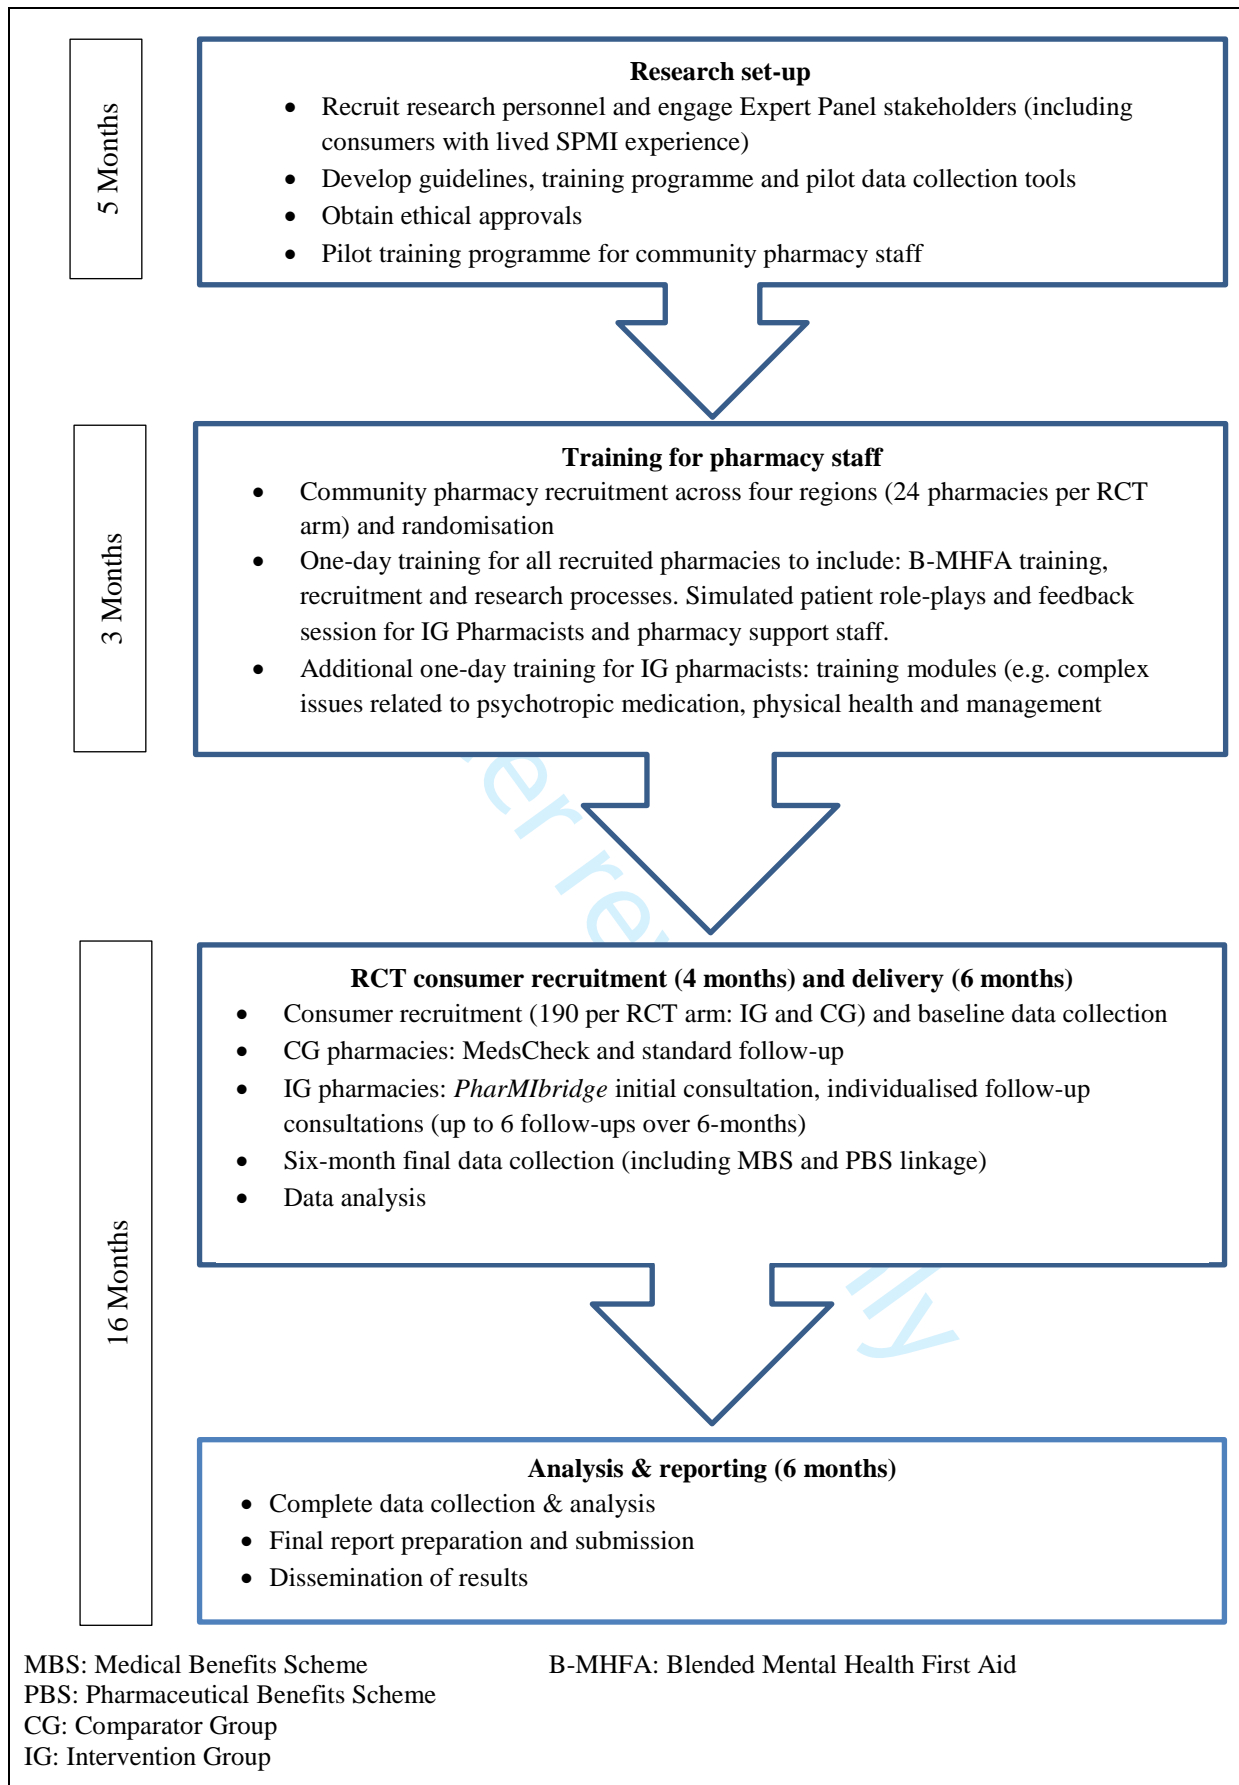 5 Months
Research set-up
• Recruit research personnel and engage Expert Panel stakeholders (including
consumers with lived SPMI experience)
• Develop guidelines, training programme and pilot data collection tools
• Obtain ethical approvals
• Pilot training programme for community pharmacy staff
3 Months
Training for pharmacy staff
• Community pharmacy recruitment across four regions (24 pharmacies per RCT
arm) and randomisation
• One-day training for all recruited pharmacies to include: B-MHFA training,
recruitment and research processes. Simulated patient role-plays and feedback
session for IG Pharmacists and pharmacy support staff.
• Additional one-day training for IG pharmacists: training modules (e.g. complex
issues related to psychotropic medication, physical health and management
16 Months
RCT consumer recruitment (4 months) and delivery (6 months)
• Consumer recruitment (190 per RCT arm: IG and CG) and baseline data collection
• CG pharmacies: MedsCheck and standard follow-up
• IG pharmacies: PharMIbridge initial consultation, individualised follow-up
consultations (up to 6 follow-ups over 6-months)
• Six-month final data collection (including MBS and PBS linkage)
• Data analysis
Analysis & reporting (6 months)
• Complete data collection & analysis
• Final report preparation and submission
• Dissemination of results
MBS: Medical Benefits Scheme
B-MHFA: Blended Mental Health First Aid
PBS: Pharmaceutical Benefits Scheme
CG: Comparator Group
IG: Intervention Group